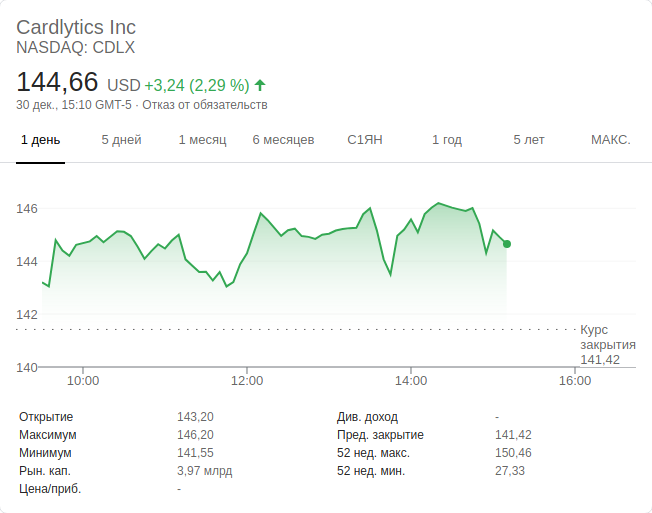 Cardlytics Inc
NASDAQ: CDLX
144,66 USD +3,24 (2,29 %)
30 дек., 15:10 GMT-5 · Отказ от обязательств
1 день 5 дней 1 месяц 6 месяцев С1ЯН 1 год 5 лет МАКС.
146
144
142
Курс
закрытия
141,42
140
10:00 12:00 14:00 16:00
Открытие 143,20 Див. доход -
Максимум 146,20 Пред. закрытие 141,42
Минимум 141,55 52 нед. макс. 150,46
Рын. кап. 3,97 млрд 52 нед. мин. 27,33
Цена/приб. -